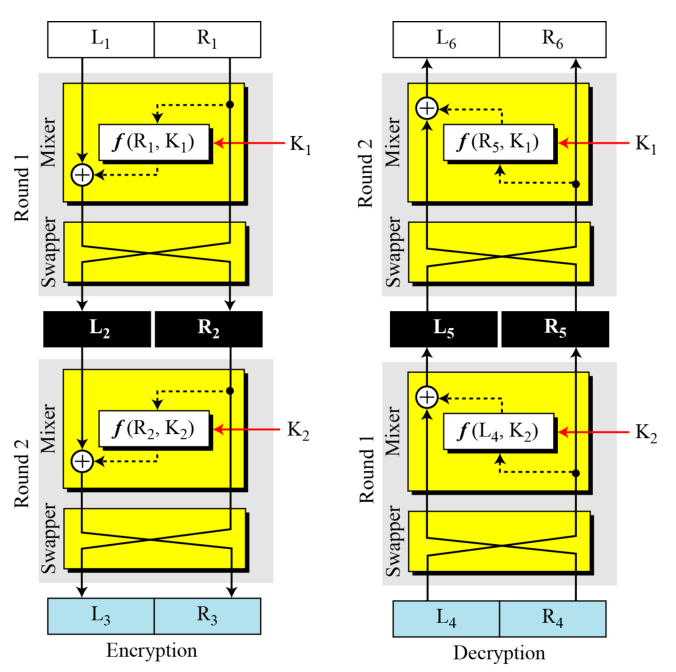 L₁ R₁
Round 1
Mixer
f(R₁, K₁)
K₁
Swapper
L₂ R₂
Round 2
Mixer
f(R₂, K₂)
K₂
Swapper
L₃ R₃
Encryption
L₆ R₆
Round 2
Mixer
f(R₅, K₁)
K₁
Swapper
L₅ R₅
Round 1
Mixer
f(L₄, K₂)
K₂
Swapper
L₄ R₄
Decryption